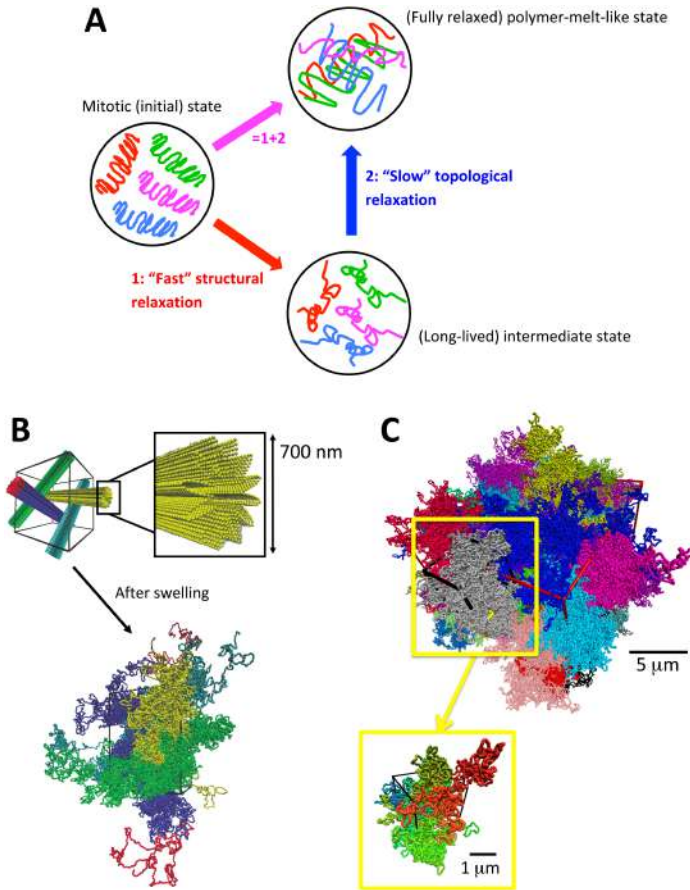 A
(Fully relaxed) polymer-melt-like state
Mitotic (initial) state
=1+2
2: “Slow” topological
relaxation
1: “Fast” structural
relaxation
(Long-lived) intermediate state
B
700 nm
After swelling
C
5 μm
1 μm